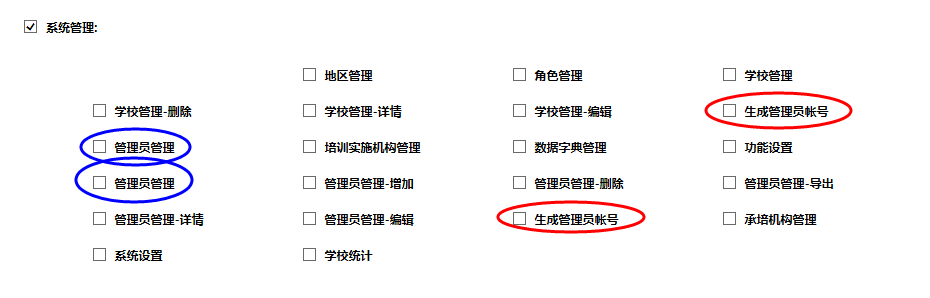 系统管理:
地区管理 角色管理 学校管理
学校管理-删除 学校管理-详情 学校管理-编辑 生成管理员帐号
管理员管理 培训实施机构管理 数据字典管理 功能设置
管理员管理 管理员管理-增加 管理员管理-删除 管理员管理-导出
管理员管理-详情 管理员管理-编辑 生成管理员帐号 承培机构管理
系统设置 学校统计